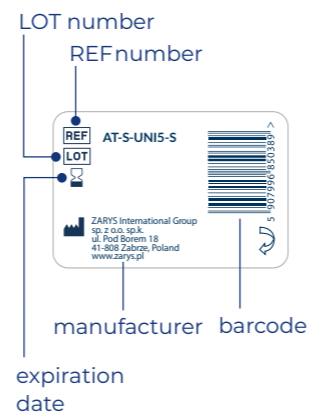 LOT number
REF number
REF AT-S-UNI5-S
LOT
5 907996 850389 >
ZARYS International Group
sp. z o.o. sp.k.
ul. Pod Borem 18
41-808 Zabrze, Poland
www.zarys.pl
manufacturer barcode
expiration
date